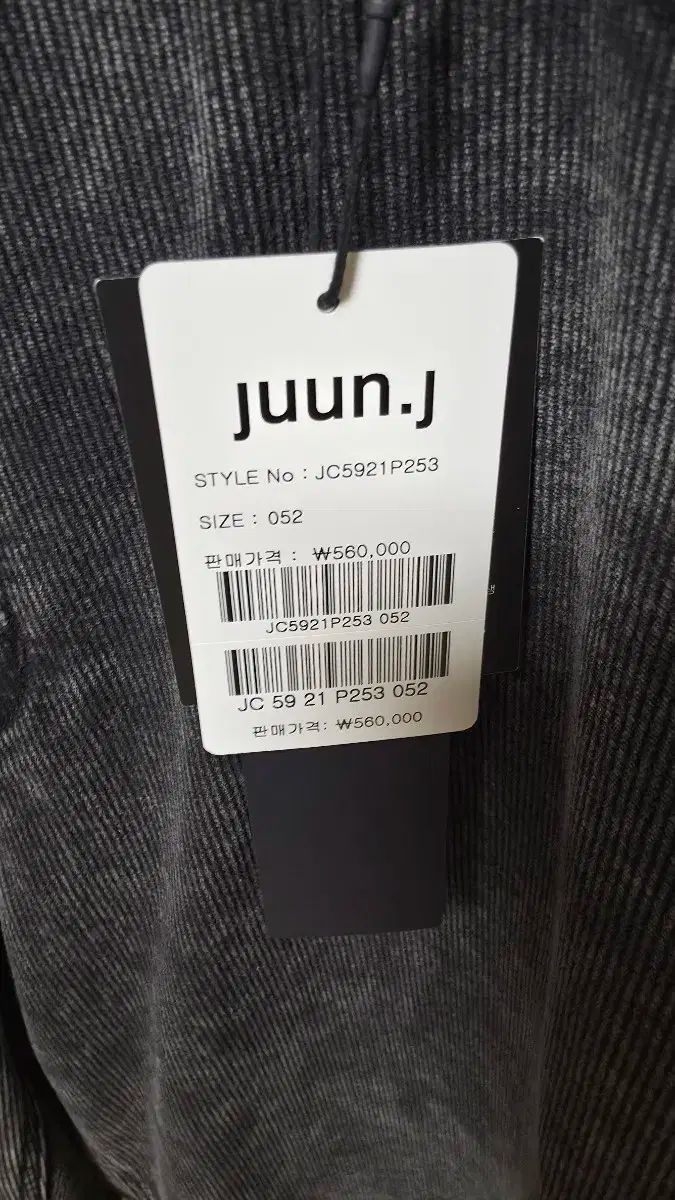 juun.j
STYLE No : JC5921P253
SIZE : 052
판매가격 : ₩560,000
JC5921P253 052
JC 59 21 P253 052
판매가격: ₩560,000